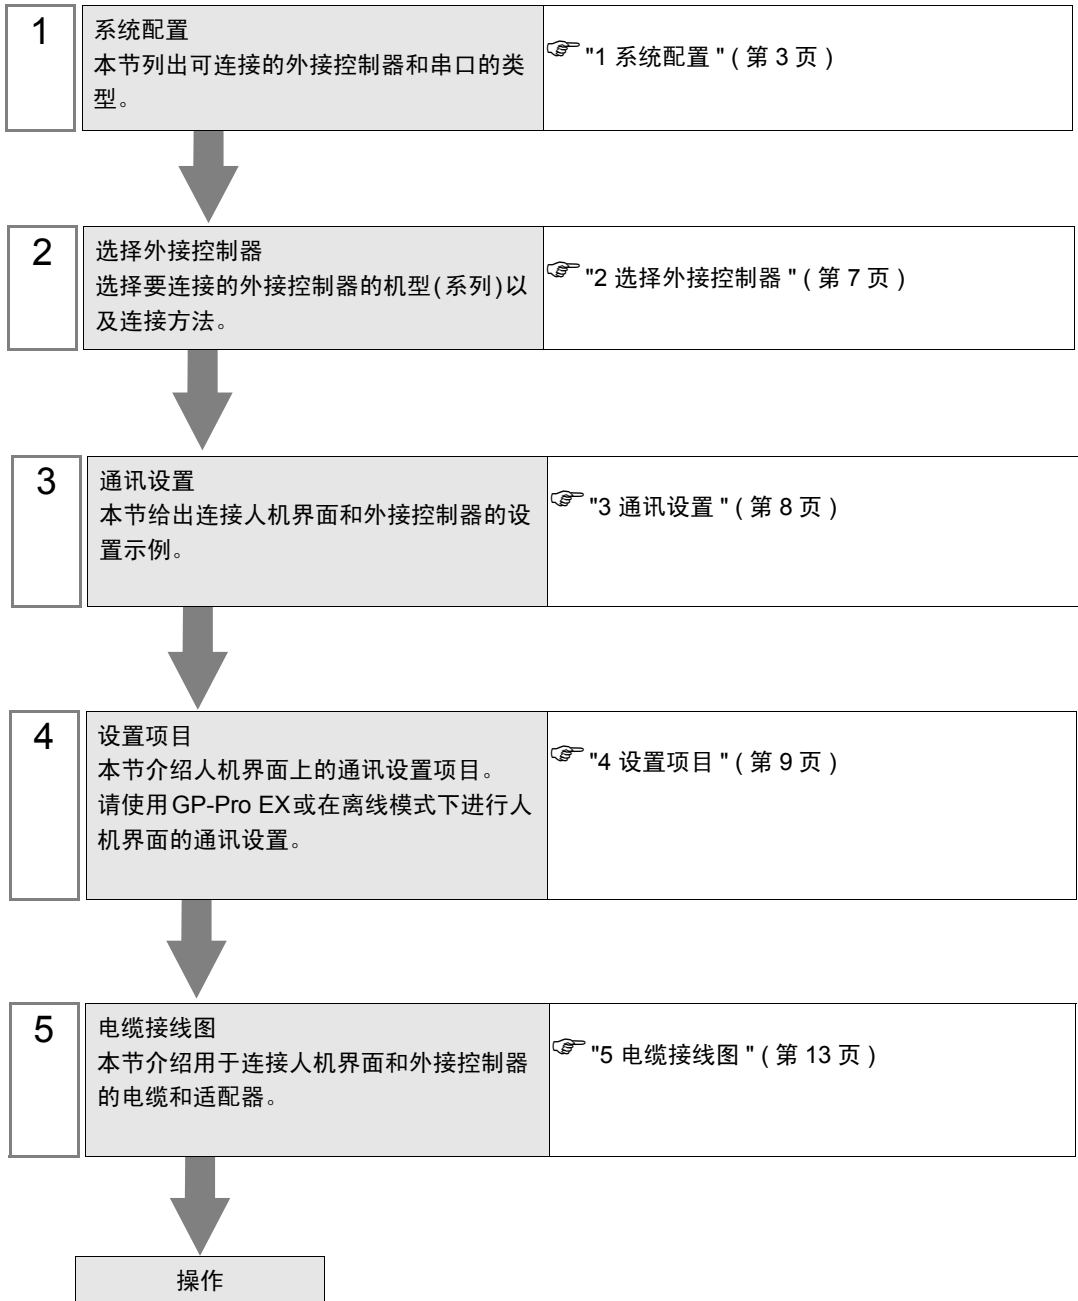 1
系统配置
本节列出可连接的外接控制器和串口的类
型。
"1 系统配置 " ( 第 3 页 )
2
选择外接控制器
选择要连接的外接控制器的机型(系列)以
及连接方法。
"2 选择外接控制器 " ( 第 7 页 )
3
通讯设置
本节给出连接人机界面和外接控制器的设
置示例。
"3 通讯设置 " ( 第 8 页 )
4
设置项目
本节介绍人机界面上的通讯设置项目。
请使用GP-Pro EX或在离线模式下进行人
机界面的通讯设置。
"4 设置项目 " ( 第 9 页 )
5
电缆接线图
本节介绍用于连接人机界面和外接控制器
的电缆和适配器。
"5 电缆接线图 " ( 第 13 页 )
操作